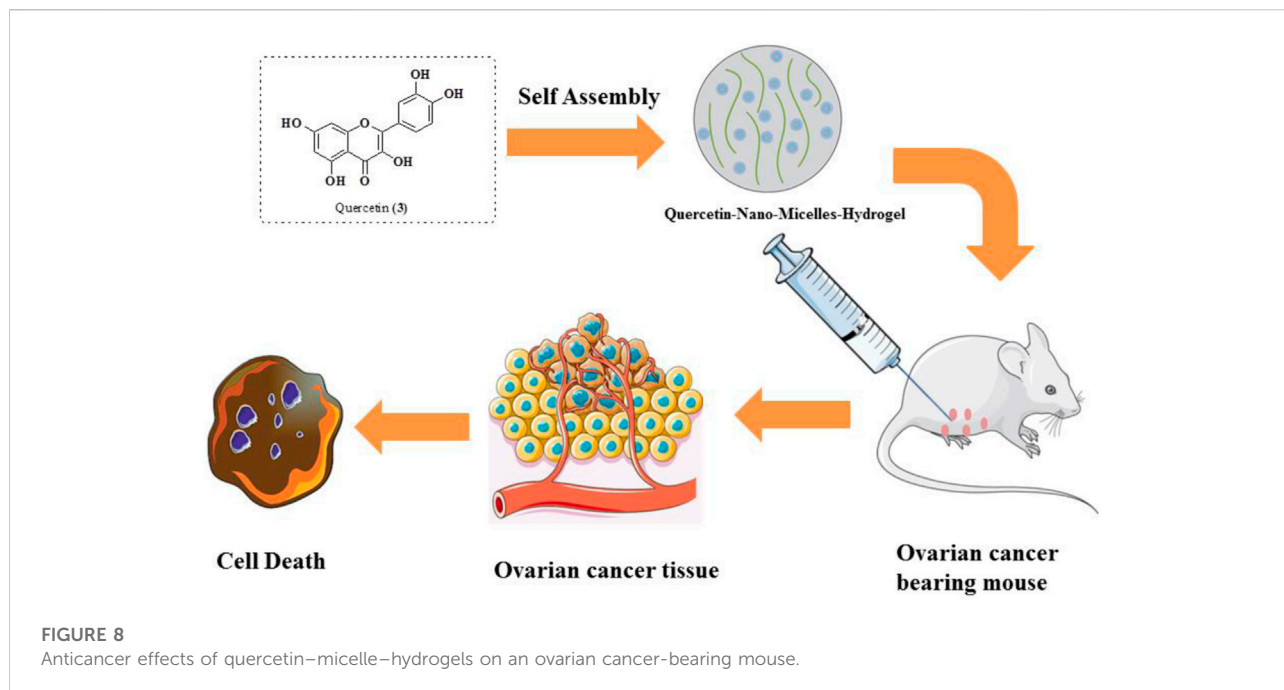 OH
OH
HO
O
OH
OH
O
Quercetin (3)
Self Assembly
Quercetin-Nano-Micelles-Hydrogel
Cell Death
Ovarian cancer tissue
Ovarian cancer
bearing mouse
FIGURE 8
Anticancer effects of quercetin–micelle–hydrogels on an ovarian cancer-bearing mouse.